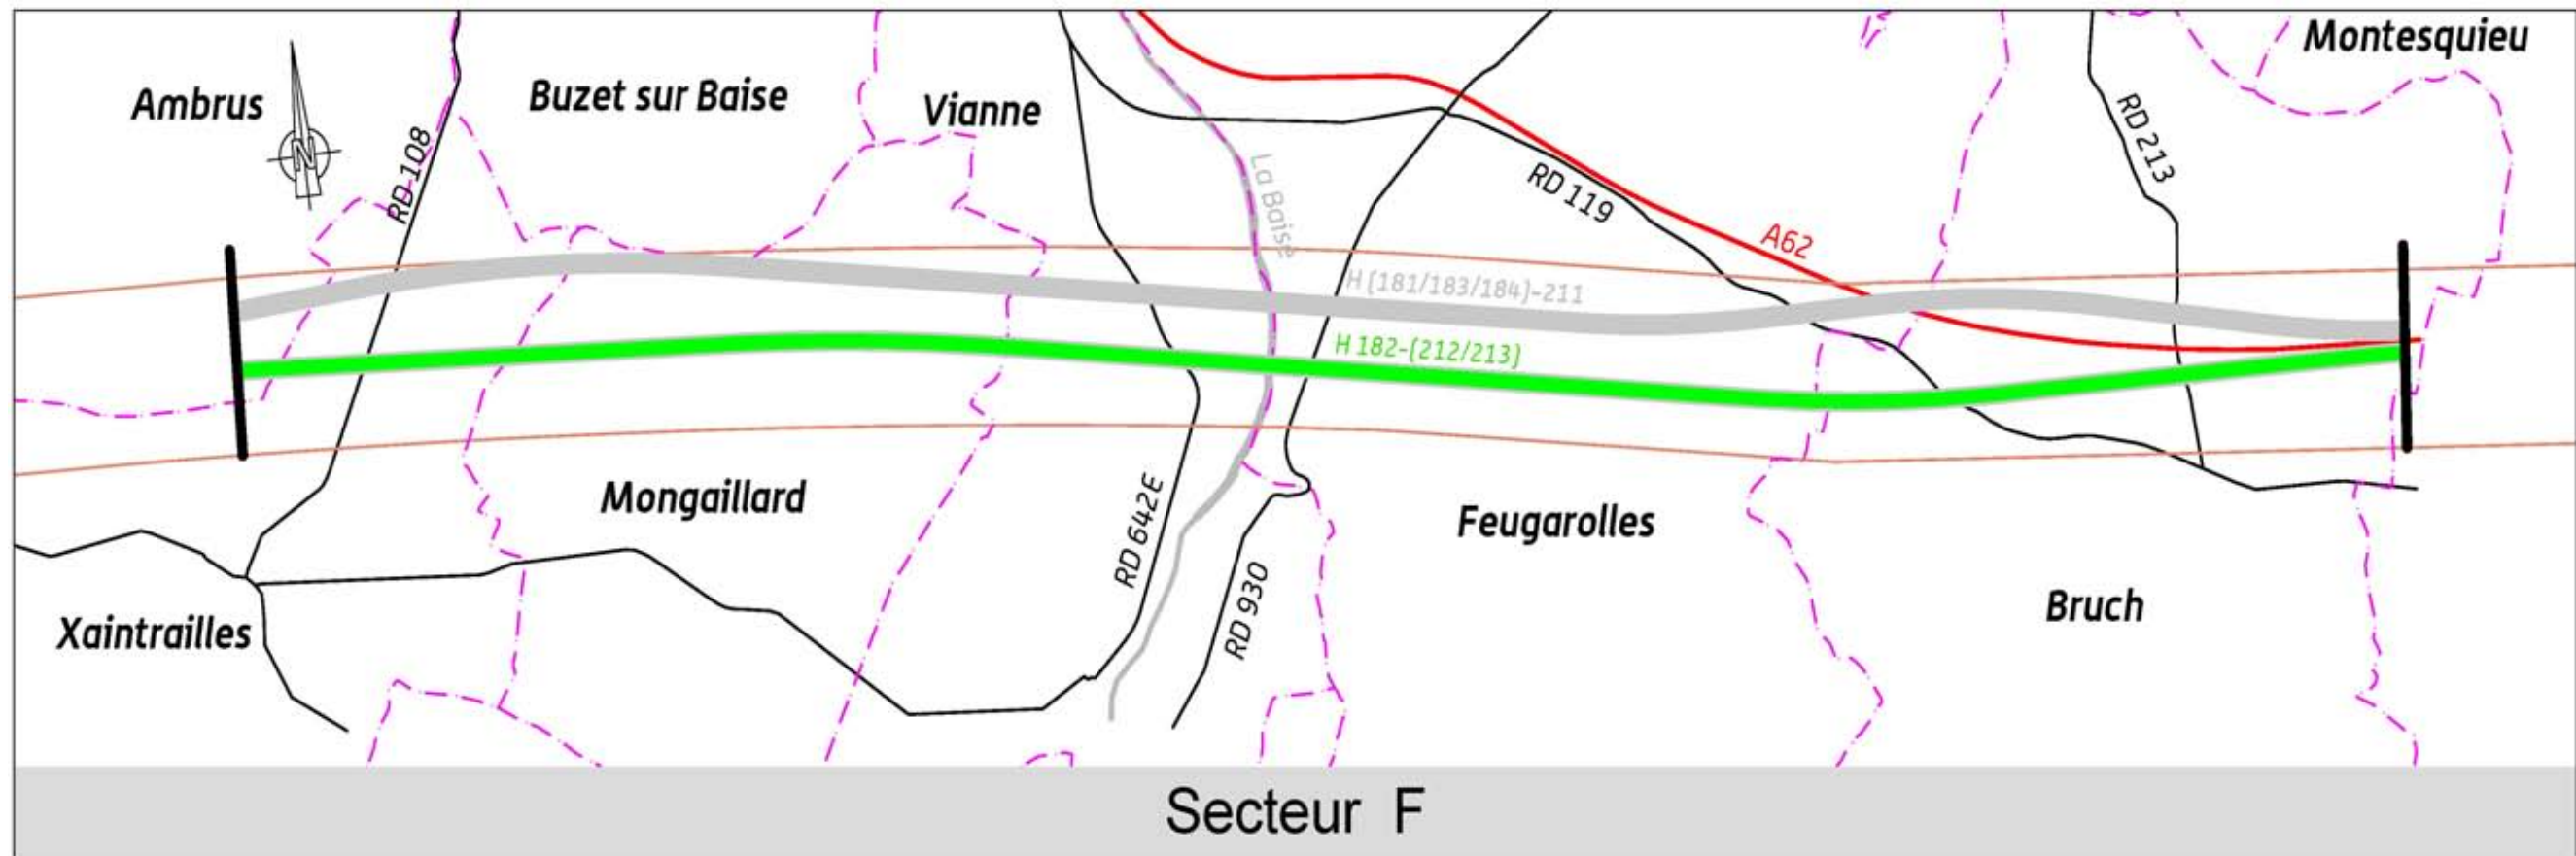 Montesquieu
Ambrus
Buzet sur Baise
Vianne
N
RD 108
RD 213
La Baise
RD 119
A62
H (181/183/184)-211
H 182-(212/213)
Mongaillard
RD 642E
Feugarolles
RD 930
Xaintrailles
Bruch
Secteur F